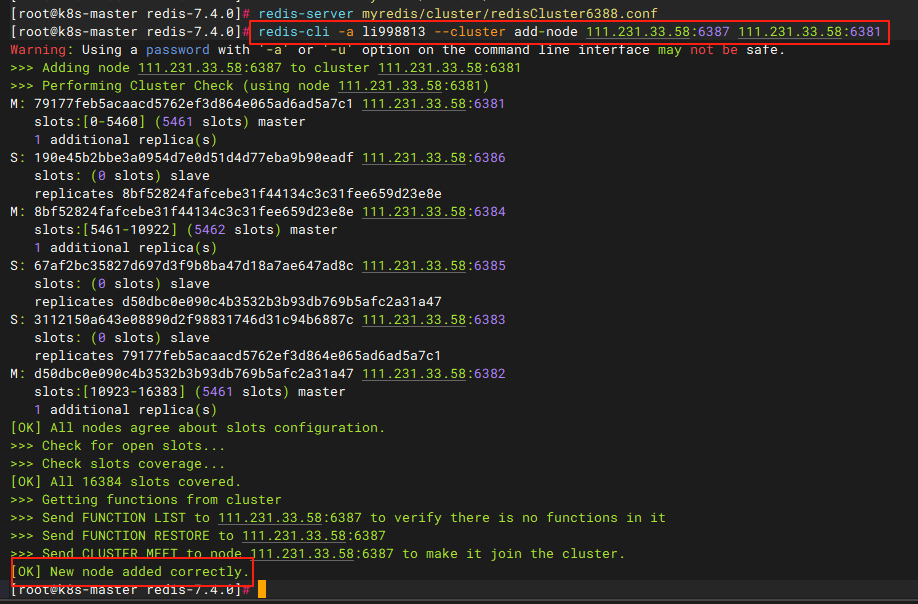 [root@k8s-master redis-7.4.0]# redis-server myredis/cluster/redisCluster6388.conf
[root@k8s-master redis-7.4.0]# redis-cli -a li998813 --cluster add-node 111.231.33.58:6387 111.231.33.58:6381
Warning: Using a password with '-a' or '-u' option on the command line interface may not be safe.
>>> Adding node 111.231.33.58:6387 to cluster 111.231.33.58:6381
>>> Performing Cluster Check (using node 111.231.33.58:6381)
M: 79177feb5acaacd5762ef3d864e065ad6ad5a7c1 111.231.33.58:6381
slots:[0-5460] (5461 slots) master
1 additional replica(s)
S: 190e45b2bbe3a0954d7e0d51d4d77eba9b90eadf 111.231.33.58:6386
slots: (0 slots) slave
replicates 8bf52824fafcebe31f44134c3c31fee659d23e8e
M: 8bf52824fafcebe31f44134c3c31fee659d23e8e 111.231.33.58:6384
slots:[5461-10922] (5462 slots) master
1 additional replica(s)
S: 67af2bc35827d697d3f9b8ba47d18a7ae647ad8c 111.231.33.58:6385
slots: (0 slots) slave
replicates d50dbc0e090c4b3532b3b93db769b5afc2a31a47
S: 3112150a643e08890d2f98831746d31c94b6887c 111.231.33.58:6383
slots: (0 slots) slave
replicates 79177feb5acaacd5762ef3d864e065ad6ad5a7c1
M: d50dbc0e090c4b3532b3b93db769b5afc2a31a47 111.231.33.58:6382
slots:[10923-16383] (5461 slots) master
1 additional replica(s)
[OK] All nodes agree about slots configuration.
>>> Check for open slots...
>>> Check slots coverage...
[OK] All 16384 slots covered.
>>> Getting functions from cluster
>>> Send FUNCTION LIST to 111.231.33.58:6387 to verify there is no functions in it
>>> Send FUNCTION RESTORE to 111.231.33.58:6387
>>> Send CLUSTER MEET to node 111.231.33.58:6387 to make it join the cluster.
[OK] New node added correctly.
[root@k8s-master redis-7.4.0]#